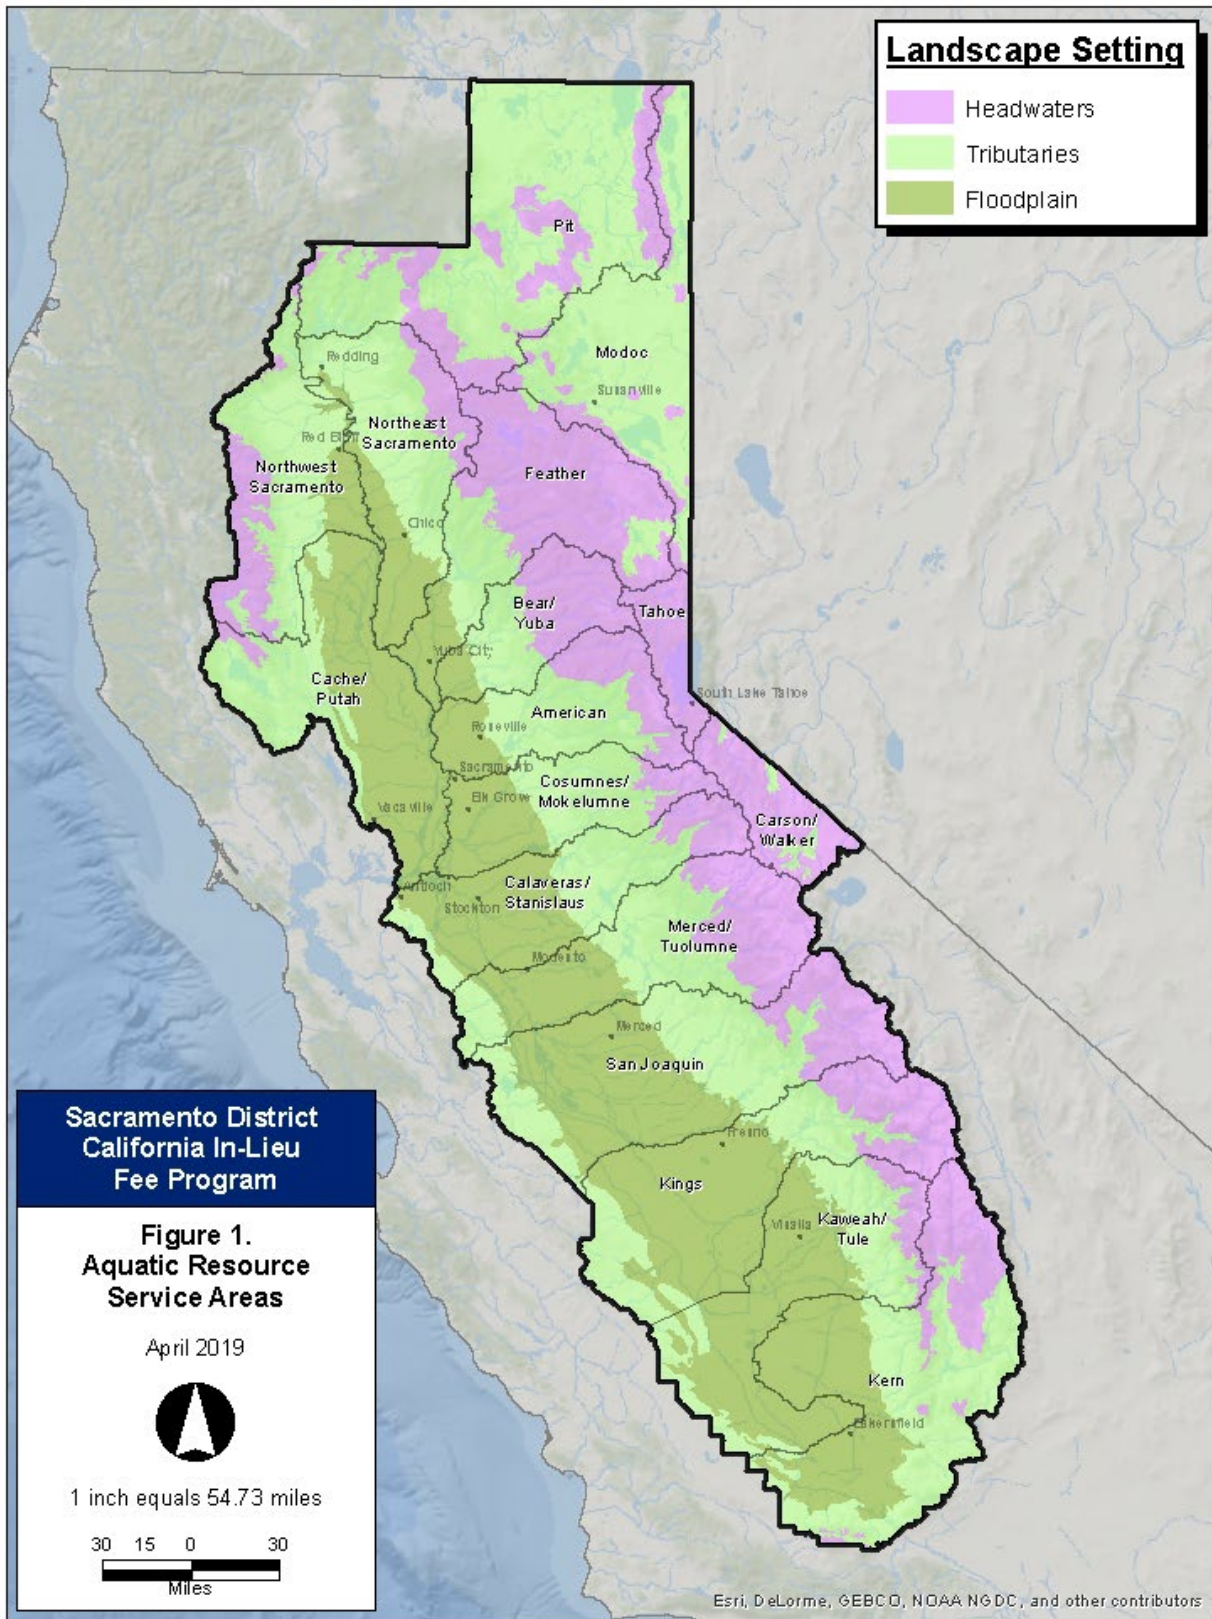 Landscape Setting
Headwaters
Tributaries
Floodplain
Pit
Modoc
Redding
Susanville
Northeast
Sacramento
Red Bluff
Northwest
Sacramento
Feather
Chico
Bear/
Yuba
Tahoe
Yuba City
Cache/
Putah
South Lake Tahoe
American
Roseville
Sacramento
Cosumnes/
Mokelumne
Elk Grove
Vacaville
Carson/
Walker
Antioch
Calaveras/
Stanislaus
Stockton
Merced/
Tuolumne
Modesto
Merced
San Joaquin
Fresno
Kings
Visalia
Kaweah/
Tule
Kern
Bakersfield
Sacramento District
California In-Lieu
Fee Program
Figure 1.
Aquatic Resource
Service Areas
April 2019
1 inch equals 54.73 miles
30 15 0 30
Miles
Esri, DeLorme, GEBCO, NOAA NGDC, and other contributors